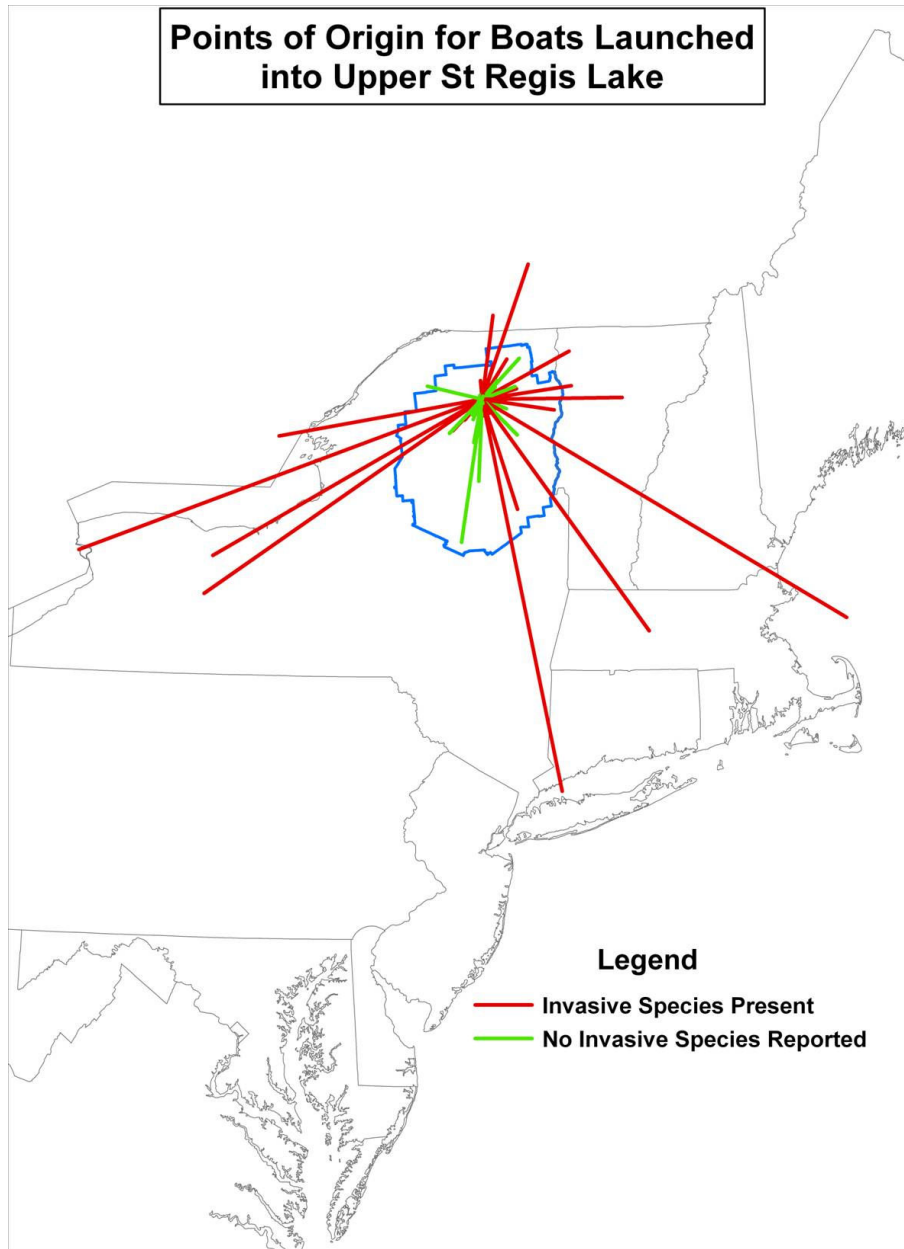 Points of Origin for Boats Launched
into Upper St Regis Lake
Legend
Invasive Species Present
No Invasive Species Reported